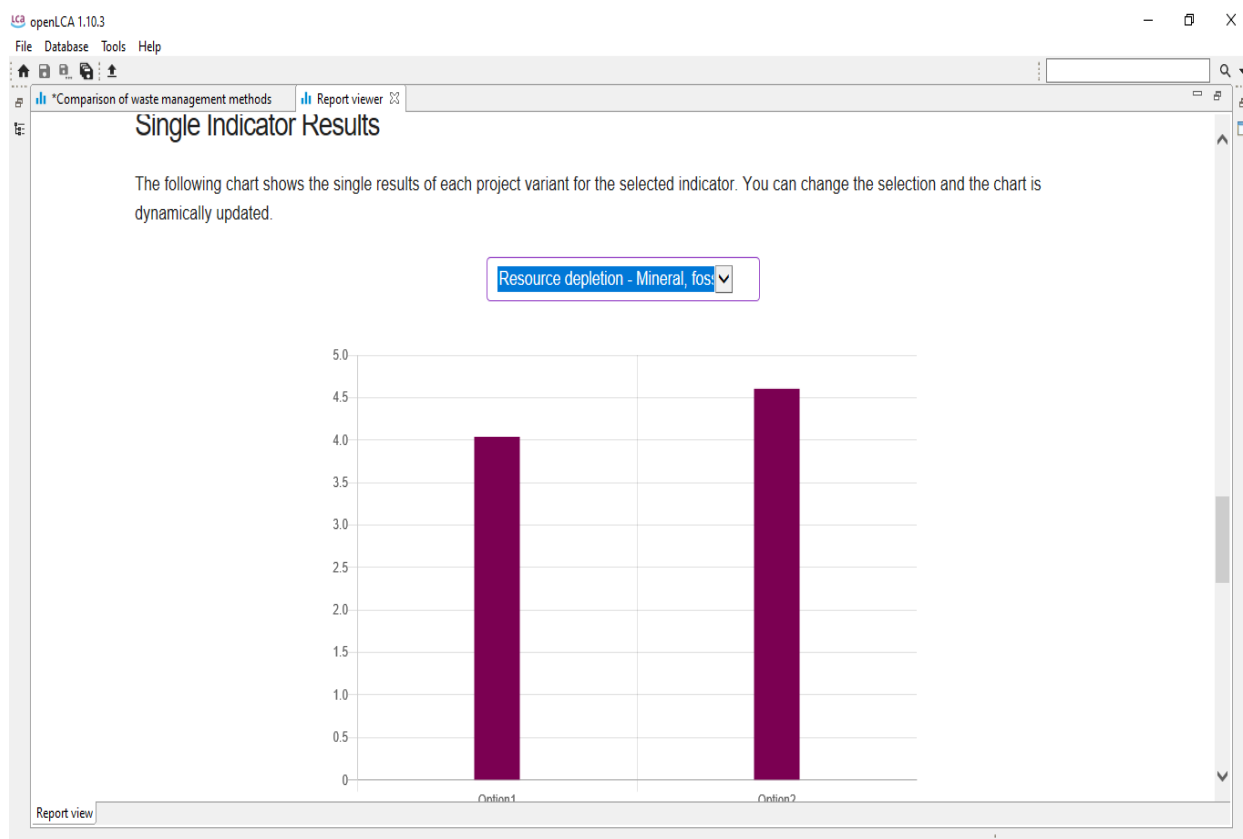 LCA openLCA 1.10.3
File Database Tools Help
*Comparison of waste management methods Report viewer
Single Indicator Results
The following chart shows the single results of each project variant for the selected indicator. You can change the selection and the chart is
dynamically updated.
Resource depletion - Mineral, foss
5.0
4.5
4.0
3.5
3.0
2.5
2.0
1.5
1.0
0.5
0
Option1 Option2
Report view